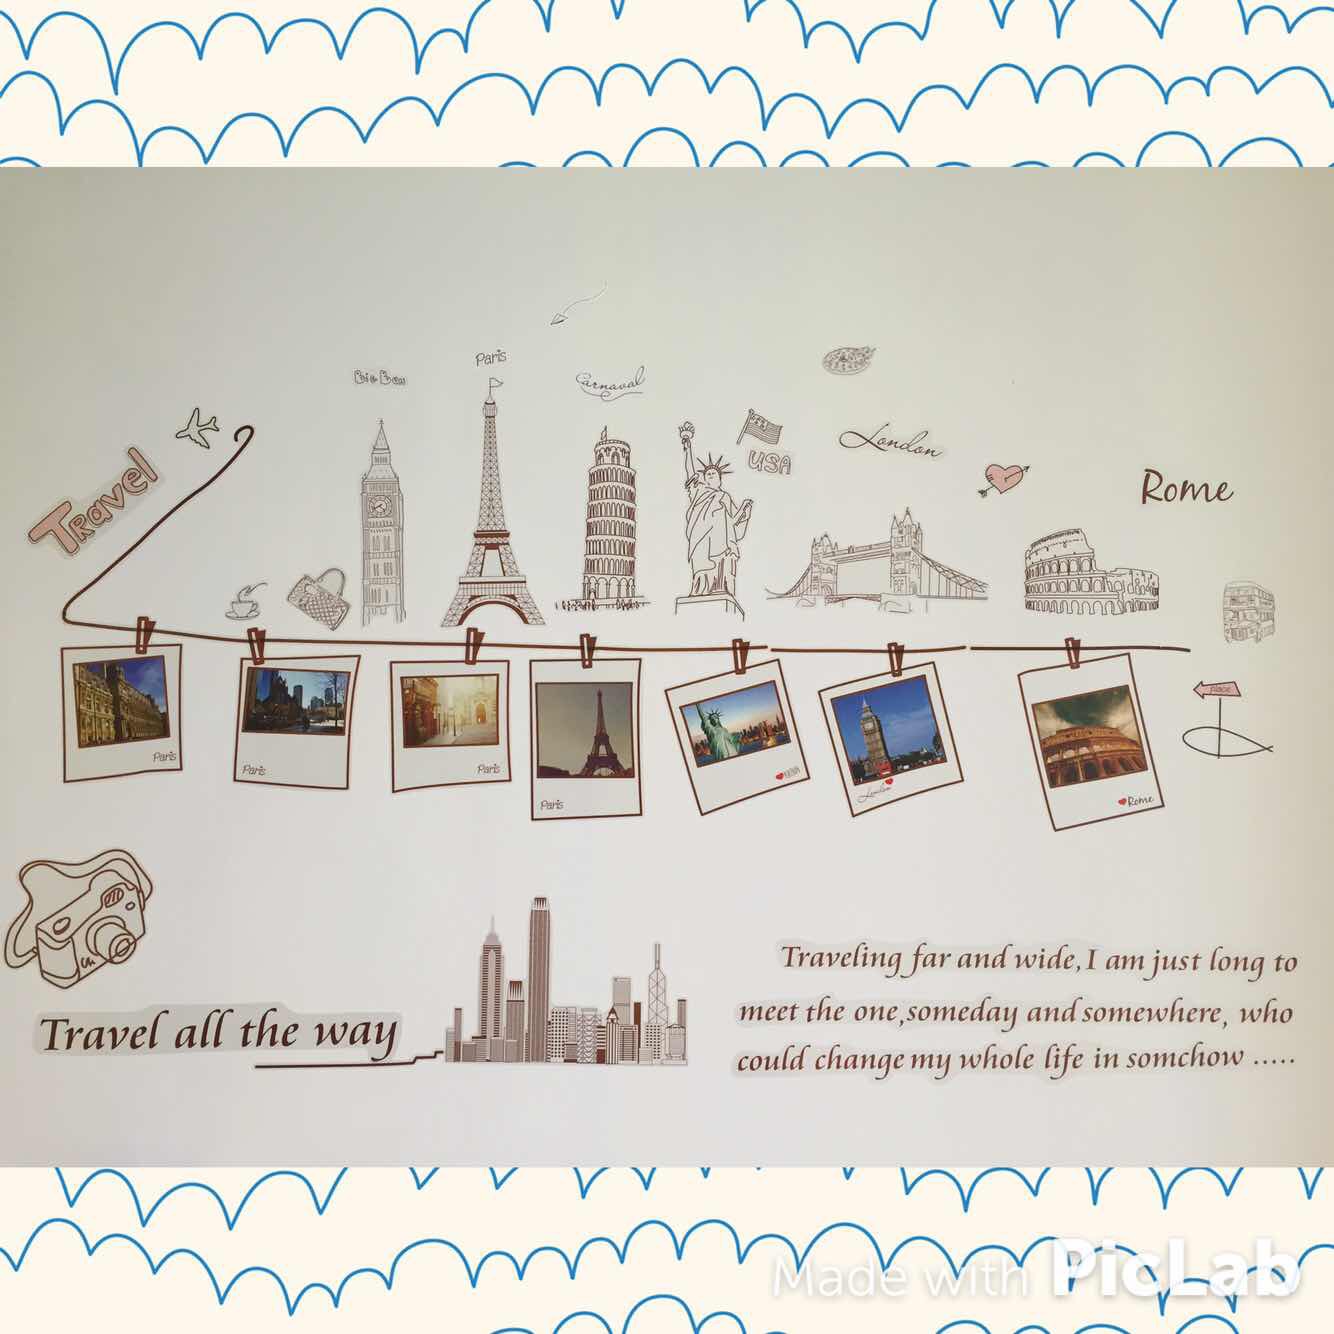 Paris
Big Ben
Carnaval
USA
London
Travel
Rome
place
Paris
Paris
Paris
Paris
London
Rome
Traveling far and wide,I am just long to
meet the one,someday and somewhere, who
could change my whole life in somchow .....
Travel all the way
Made with PicLab